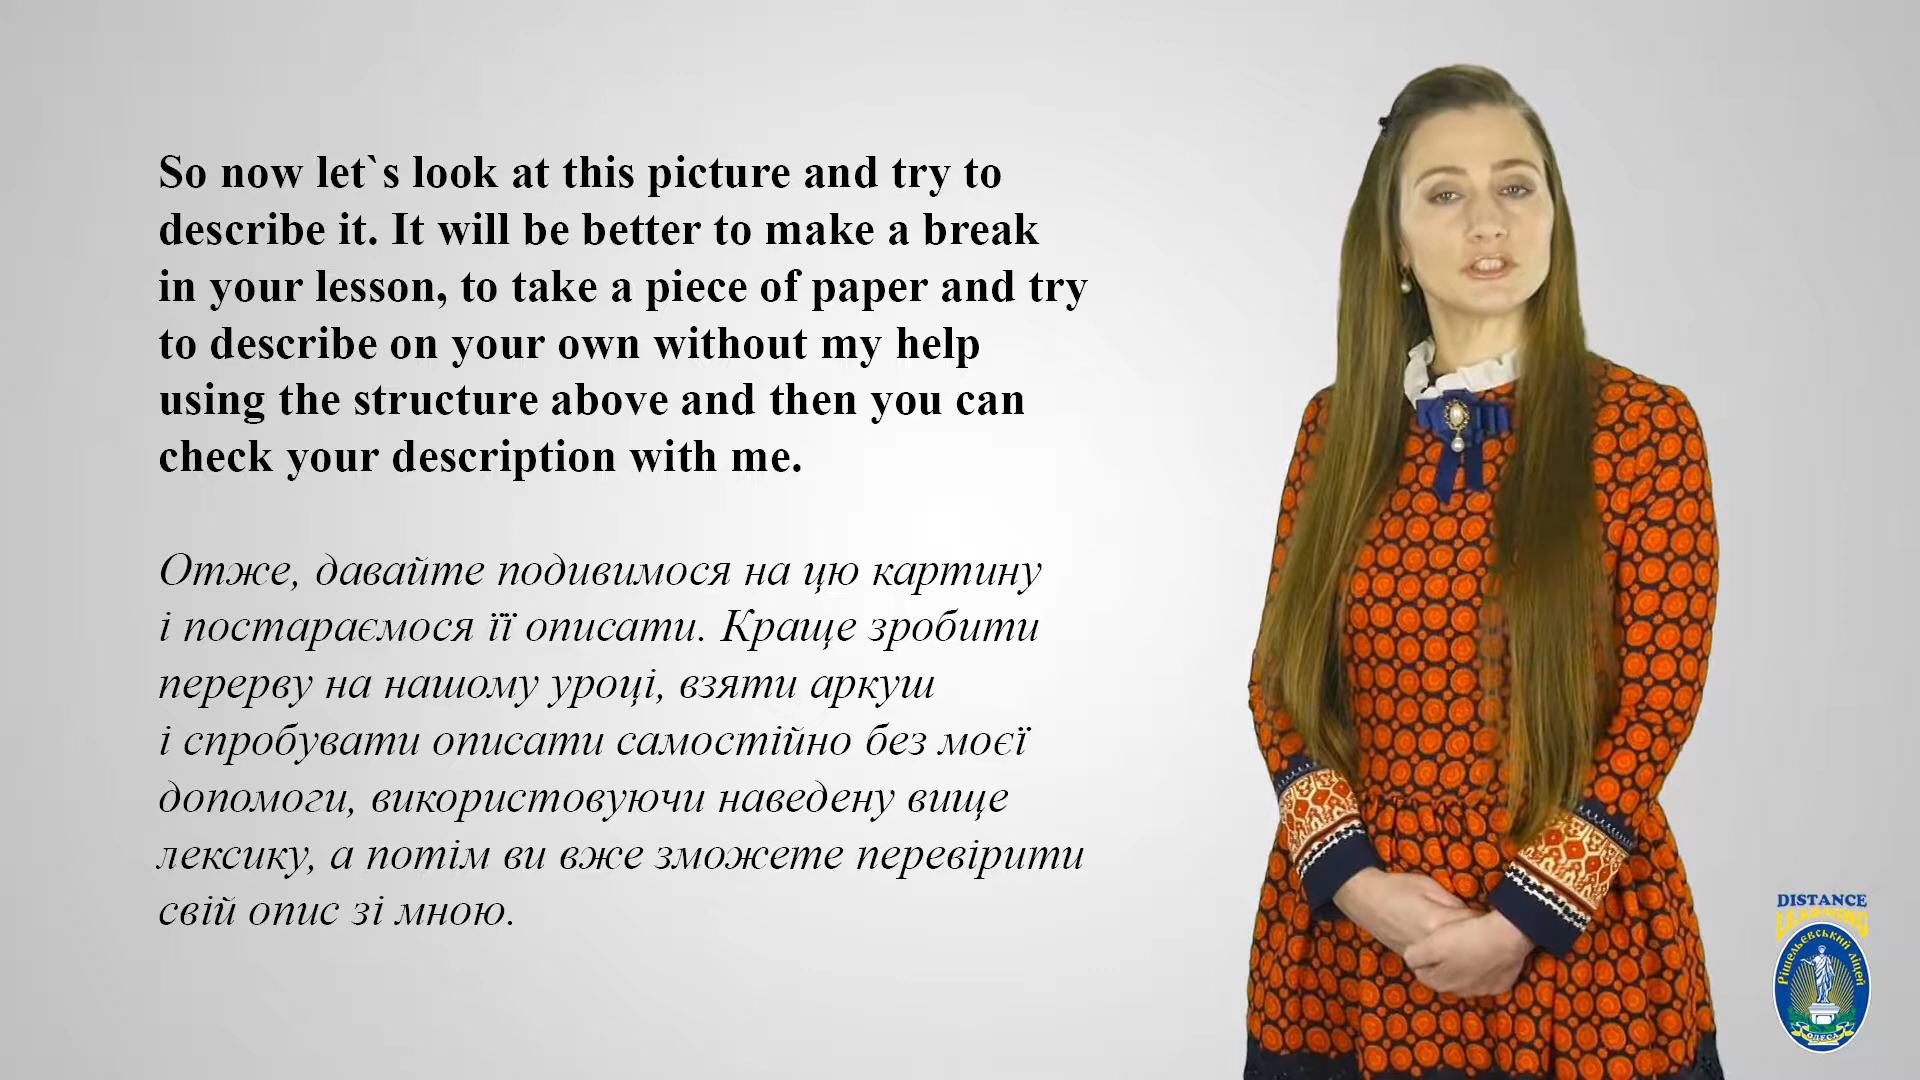 So now let`s look at this picture and try to
describe it. It will be better to make a break
in your lesson, to take a piece of paper and try
to describe on your own without my help
using the structure above and then you can
check your description with me.
Отже, давайте подивимося на цю картину
і постараємося її описати. Краще зробити
перерву на нашому уроці, взяти аркуш
і спробувати описати самостійно без моєї
допомоги, використовуючи наведену вище
лексику, а потім ви вже зможете перевірити
свій опис зі мною.
DISTANCE
LEARNING
Рішельєвський ліцей
ОДЕСА